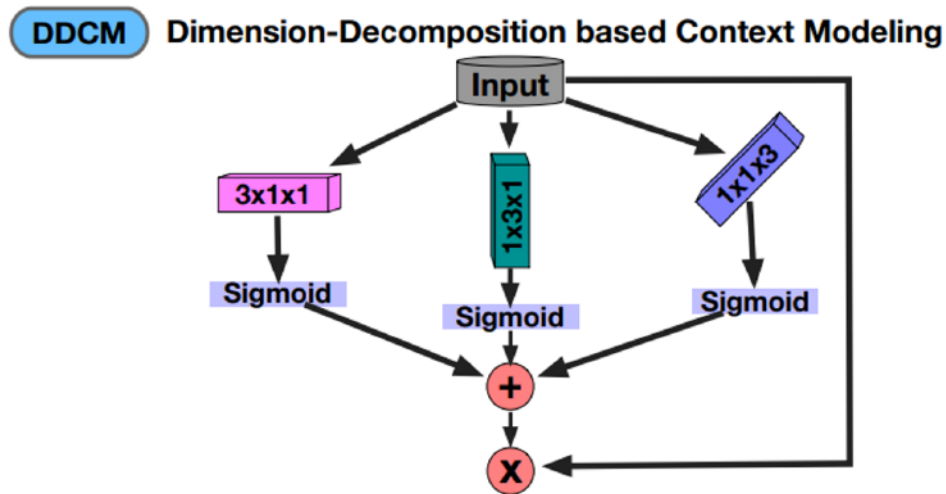 DDCM Dimension-Decomposition based Context Modeling
Input
3x1x1
1x3x1
1x1x3
Sigmoid
Sigmoid
Sigmoid
+
x